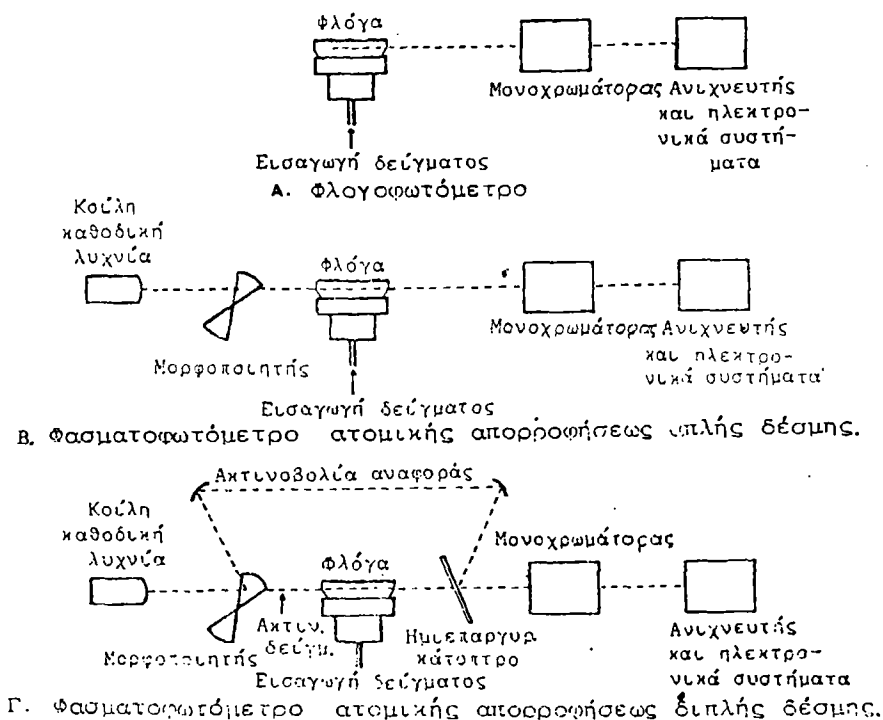 Φλόγα
Μονοχρωμάτορας Ανιχνευτής
και ηλεκτρο-
νικά συστή-
ματα
Εισαγωγή δείγματος
Α. Φλογοφωτόμετρο
Κοίλη
καθοδική
λυχνία
Φλόγα
Μορφοποιητής
Μονοχρωμάτορας Ανιχνευτής
και ηλεκτρο-
νικά συστήματα
Εισαγωγή δείγματος
Β. Φασματοφωτόμετρο ατομικής απορροφήσεως απλής δέσμης.
Ακτινοβολία αναφοράς
Κοίλη
καθοδική
λυχνία
Φλόγα
Μονοχρωμάτορας
Ακτιν.
δείγμ.
Μορφοποιητής
Ημιεπαργυρ.
κάτοπτρο
Ανιχνευτής
και ηλεκτρο-
νικά συστήματα
Εισαγωγή δείγματος
Γ. Φασματοφωτόμετρο ατομικής απορροφήσεως διπλής δέσμης.